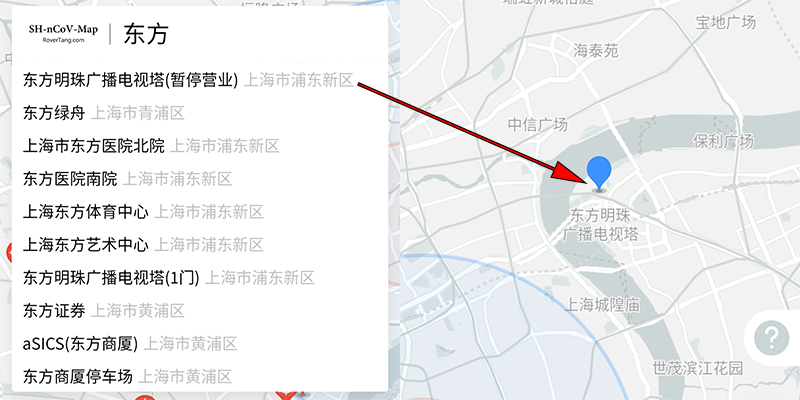 SH-nCoV-Map
RoverTang.com
东方
东方明珠广播电视塔(暂停营业) 上海市浦东新区
东方绿舟 上海市青浦区
上海市东方医院北院 上海市浦东新区
东方医院南院 上海市浦东新区
上海东方体育中心 上海市浦东新区
上海东方艺术中心 上海市浦东新区
东方明珠广播电视塔(1门) 上海市浦东新区
东方证券 上海市黄浦区
aSICS(东方商厦) 上海市黄浦区
东方商厦停车场 上海市黄浦区
宝地广场
海泰苑
中信广场
保利广场
东方明珠
广播电视塔
上海城隍庙
世茂滨江花园
?